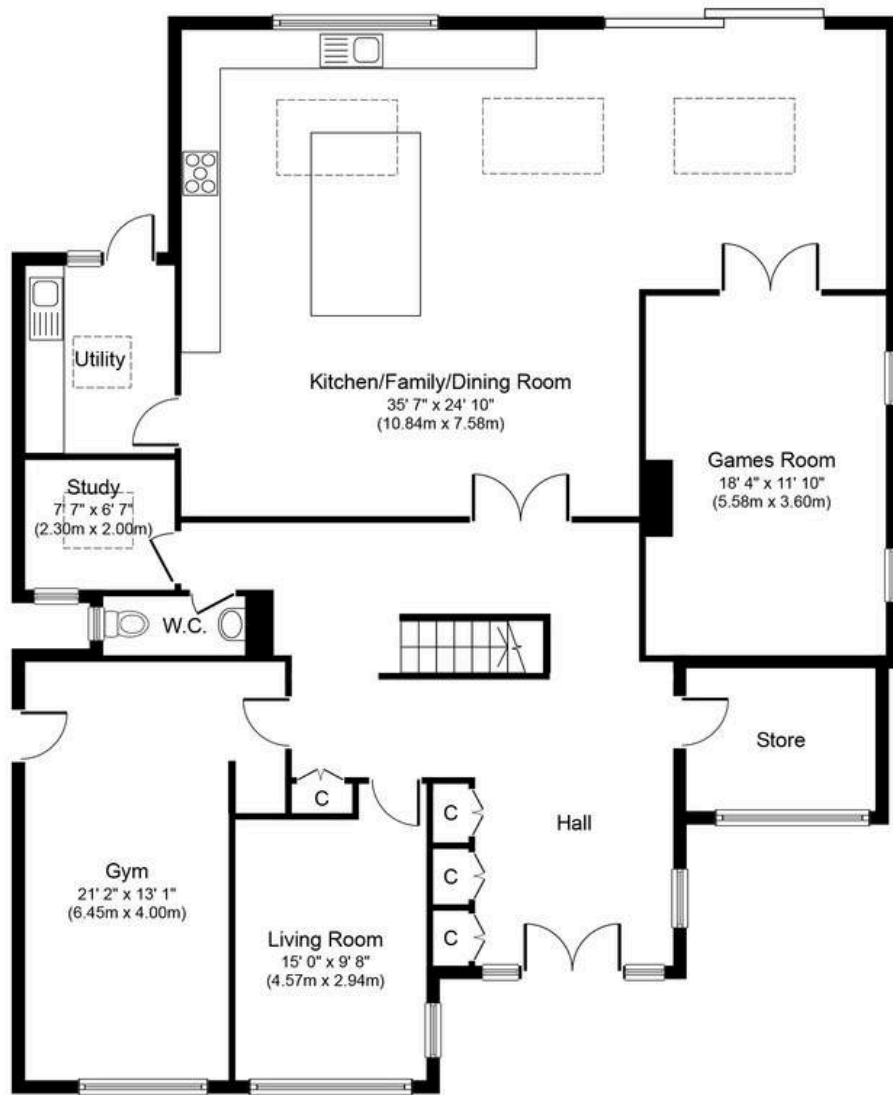 Utility
Kitchen/Family/Dining Room
35' 7" x 24' 10"
(10.84m x 7.58m)
Games Room
18' 4" x 11' 10"
(5.58m x 3.60m)
Study
7' 7" x 6' 7"
(2.30m x 2.00m)
W.C.
Store
C
C
Hall
C
C
Gym
21' 2" x 13' 1"
(6.45m x 4.00m)
Living Room
15' 0" x 9' 8"
(4.57m x 2.94m)